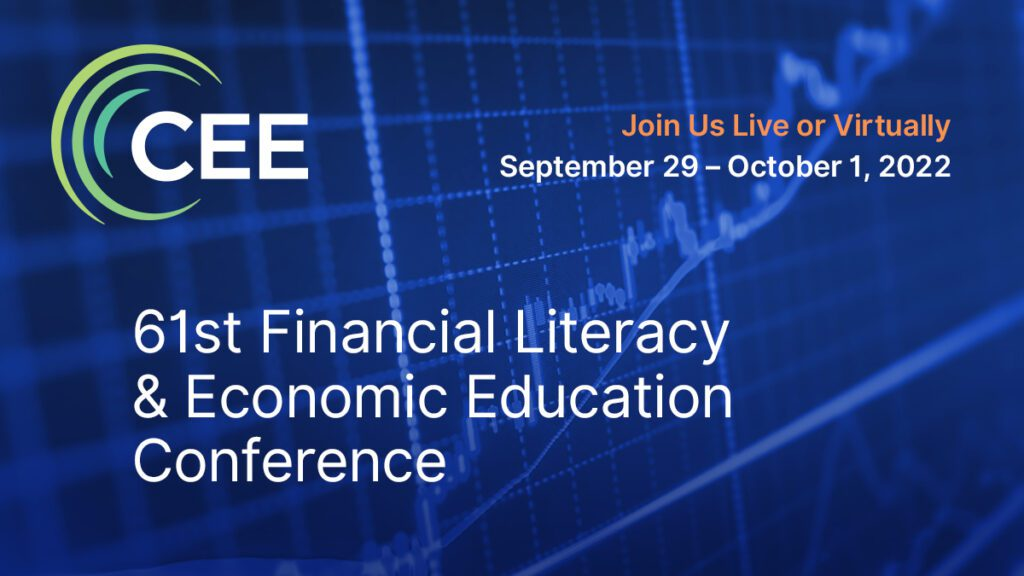 CEE
Join Us Live or Virtually
September 29 – October 1, 2022
61st Financial Literacy
& Economic Education
Conference